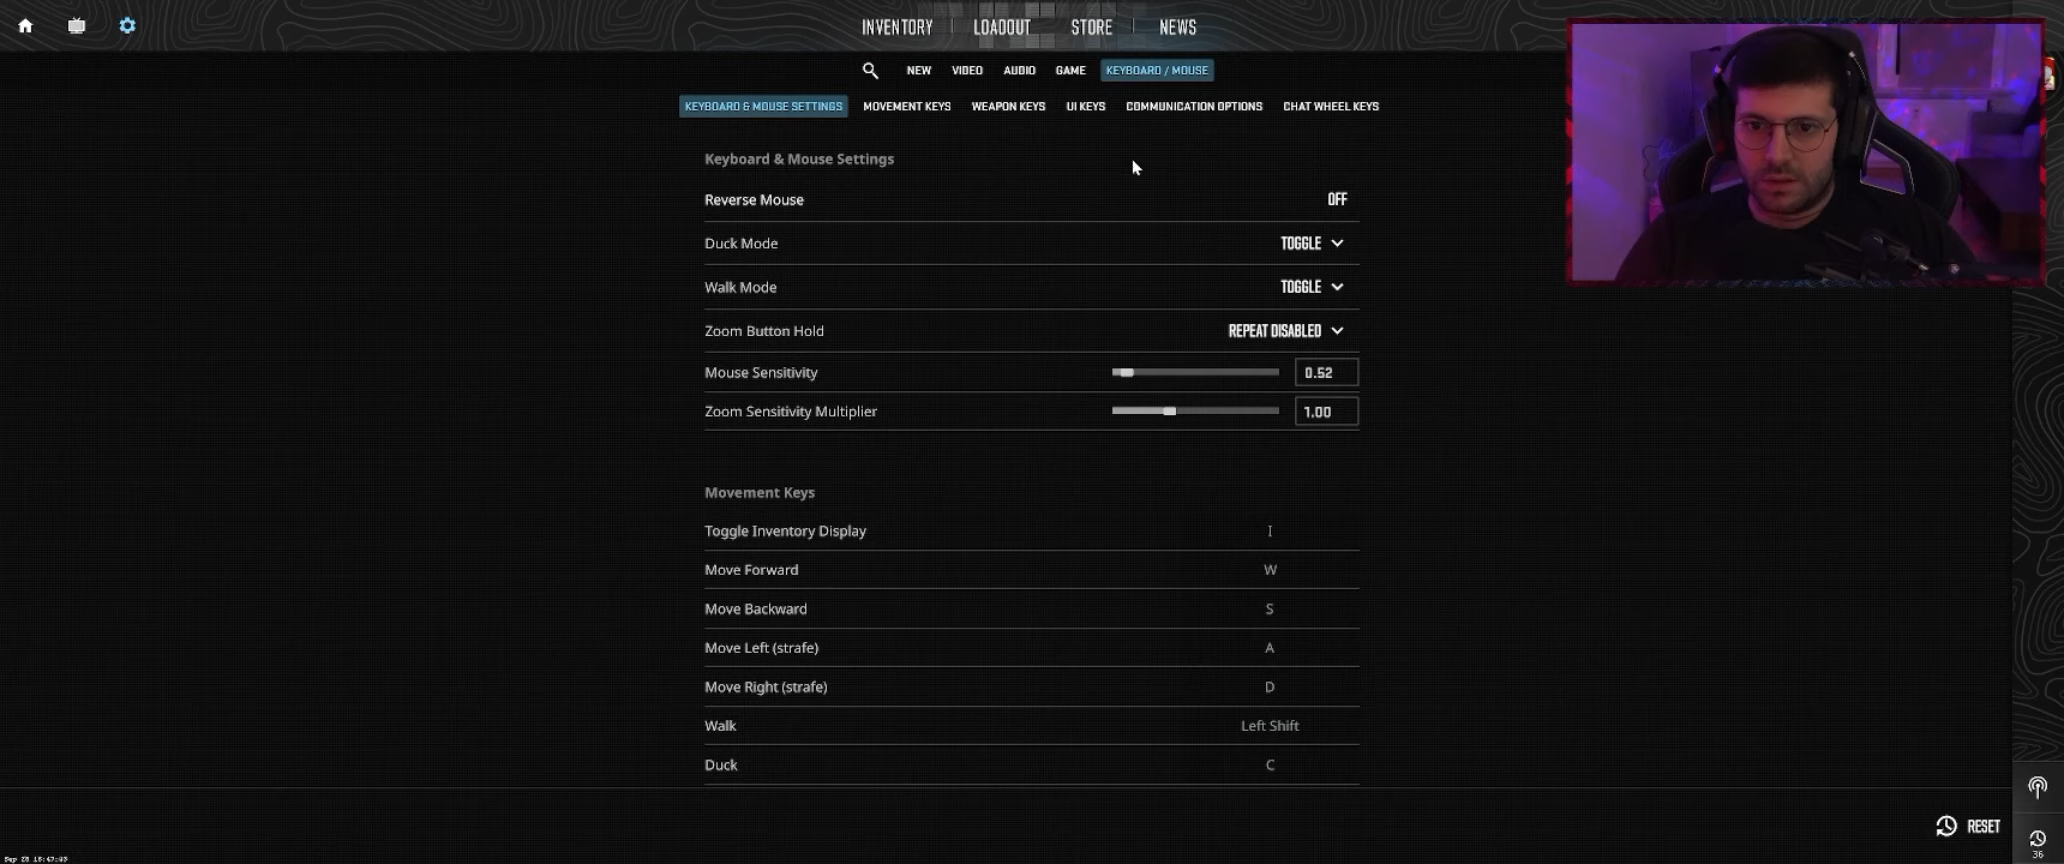 INVENTORY LOADOUT STORE NEWS
NEW VIDEO AUDIO GAME KEYBOARD / MOUSE
KEYBOARD & MOUSE SETTINGS MOVEMENT KEYS WEAPON KEYS UI KEYS COMMUNICATION OPTIONS CHAT WHEEL KEYS
Keyboard & Mouse Settings
Reverse Mouse OFF
Duck Mode TOGGLE
Walk Mode TOGGLE
Zoom Button Hold REPEAT DISABLED
Mouse Sensitivity 0.52
Zoom Sensitivity Multiplier 1.00
Movement Keys
Toggle Inventory Display I
Move Forward W
Move Backward S
Move Left (strafe) A
Move Right (strafe) D
Walk Left Shift
Duck C
RESET
36